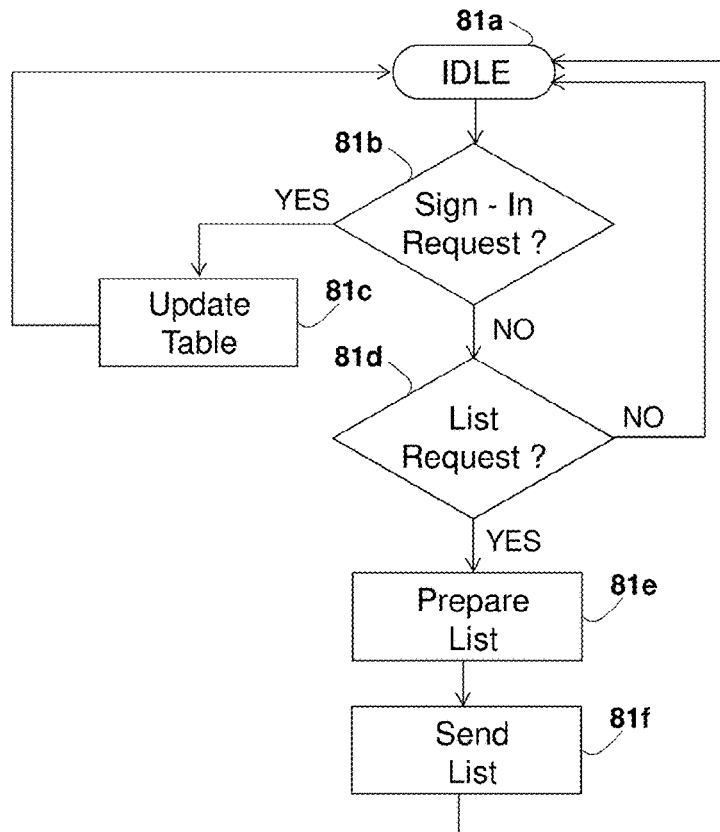 81a
IDLE
81b
YES
Sign - In
Request ?
Update
Table
81c
NO
81d
List
Request ?
NO
YES
Prepare
List
81e
Send
List
81f